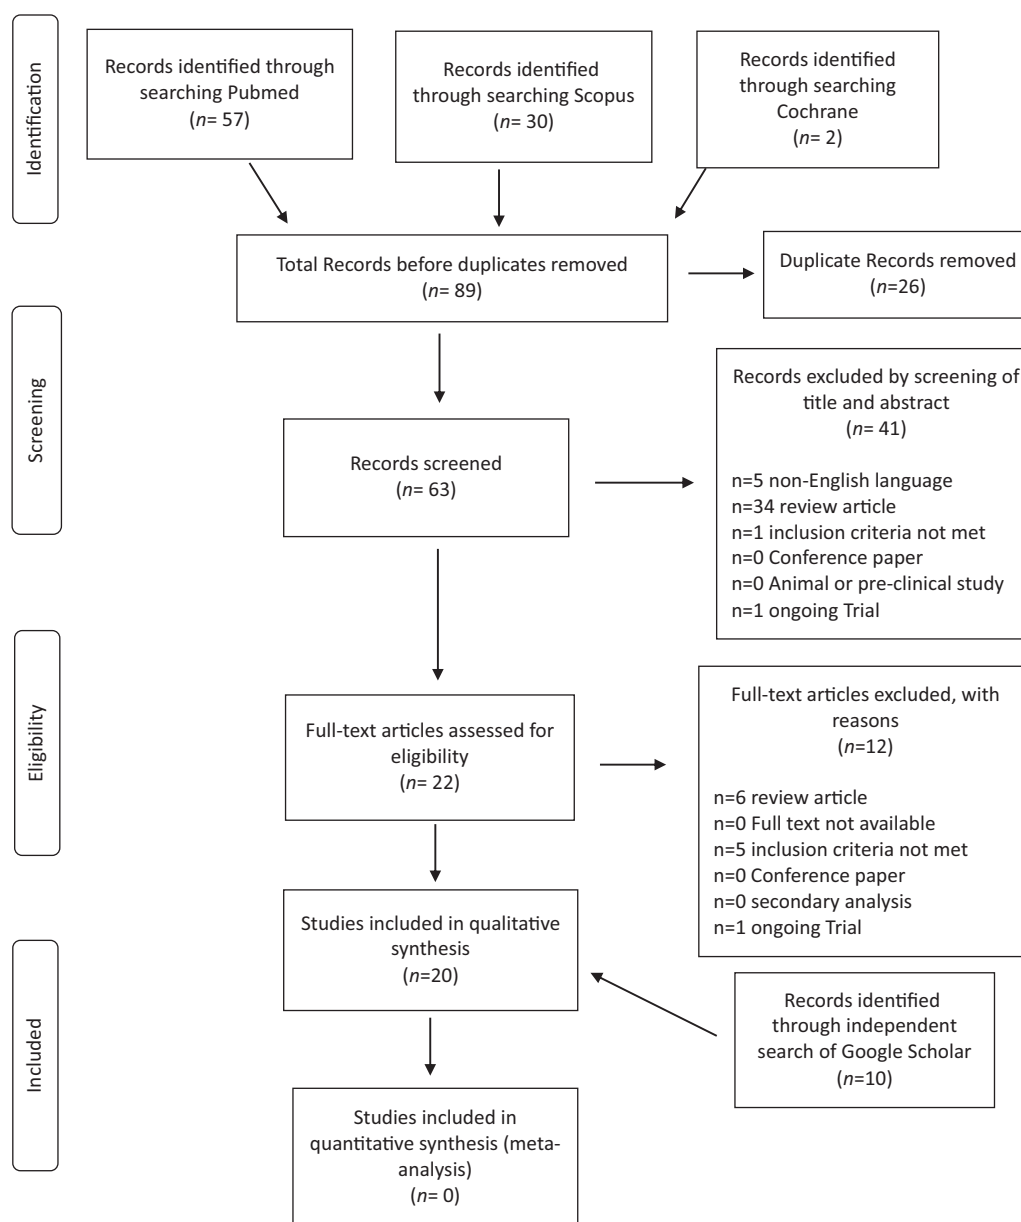 Identification
Records identified through
searching Pubmed
(n= 57)
Records identified
through searching Scopus
(n= 30)
Records identified
through searching
Cochrane
(n= 2)
Total Records before duplicates removed
(n= 89)
Duplicate Records removed
(n=26)
Screening
Records screened
(n= 63)
Records excluded by screening of
title and abstract
(n= 41)
n=5 non-English language
n=34 review article
n=1 inclusion criteria not met
n=0 Conference paper
n=0 Animal or pre-clinical study
n=1 ongoing Trial
Eligibility
Full-text articles assessed for
eligibility
(n= 22)
Full-text articles excluded, with
reasons
(n=12)
n=6 review article
n=0 Full text not available
n=5 inclusion criteria not met
n=0 Conference paper
n=0 secondary analysis
n=1 ongoing Trial
Included
Studies included in qualitative
synthesis
(n=20)
Records identified
through independent
search of Google Scholar
(n=10)
Studies included in
quantitative synthesis (meta-
analysis)
(n= 0)